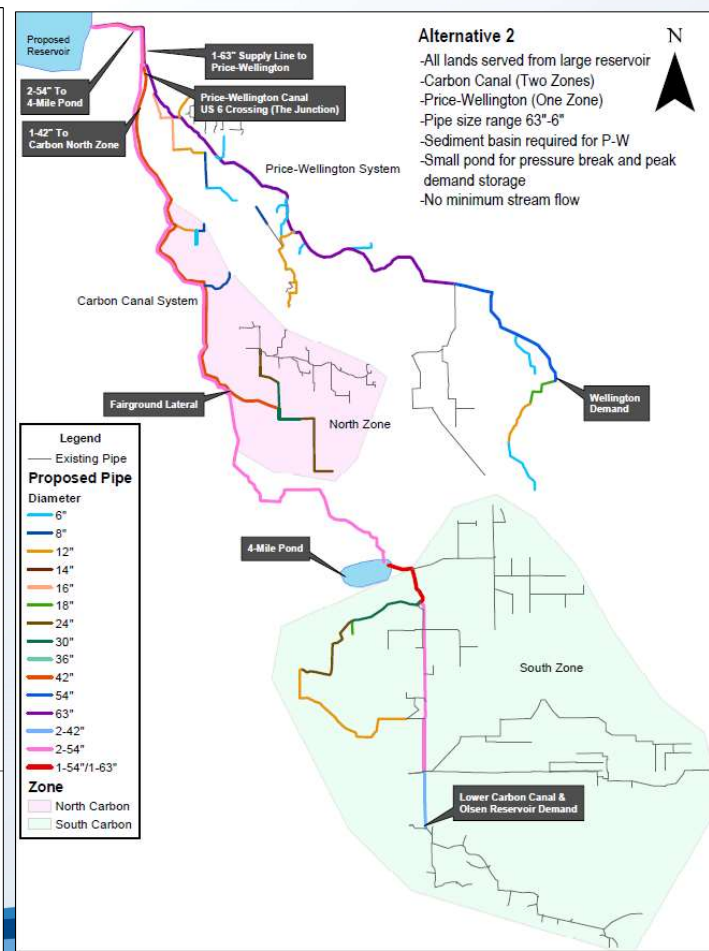 Proposed
Reservoir
1-63" Supply Line to
Price-Wellington
2-54" To
4-Mile Pond
Price-Wellington Canal
US 6 Crossing (The Junction)
1-42" To
Carbon North Zone
Alternative 2
-All lands served from large reservoir
-Carbon Canal (Two Zones)
-Price-Wellington (One Zone)
-Pipe size range 63"-6"
-Sediment basin required for P-W
-Small pond for pressure break and peak
demand storage
-No minimum stream flow
N
Price-Wellington System
Carbon Canal System
Fairground Lateral
North Zone
Wellington
Demand
4-Mile Pond
South Zone
Lower Carbon Canal &
Olsen Reservoir Demand
Legend
Existing Pipe
Proposed Pipe
Diameter
6"
8"
12"
14"
16"
18"
24"
30"
36"
42"
54"
63"
2-42"
2-54"
1-54"/1-63"
Zone
North Carbon
South Carbon